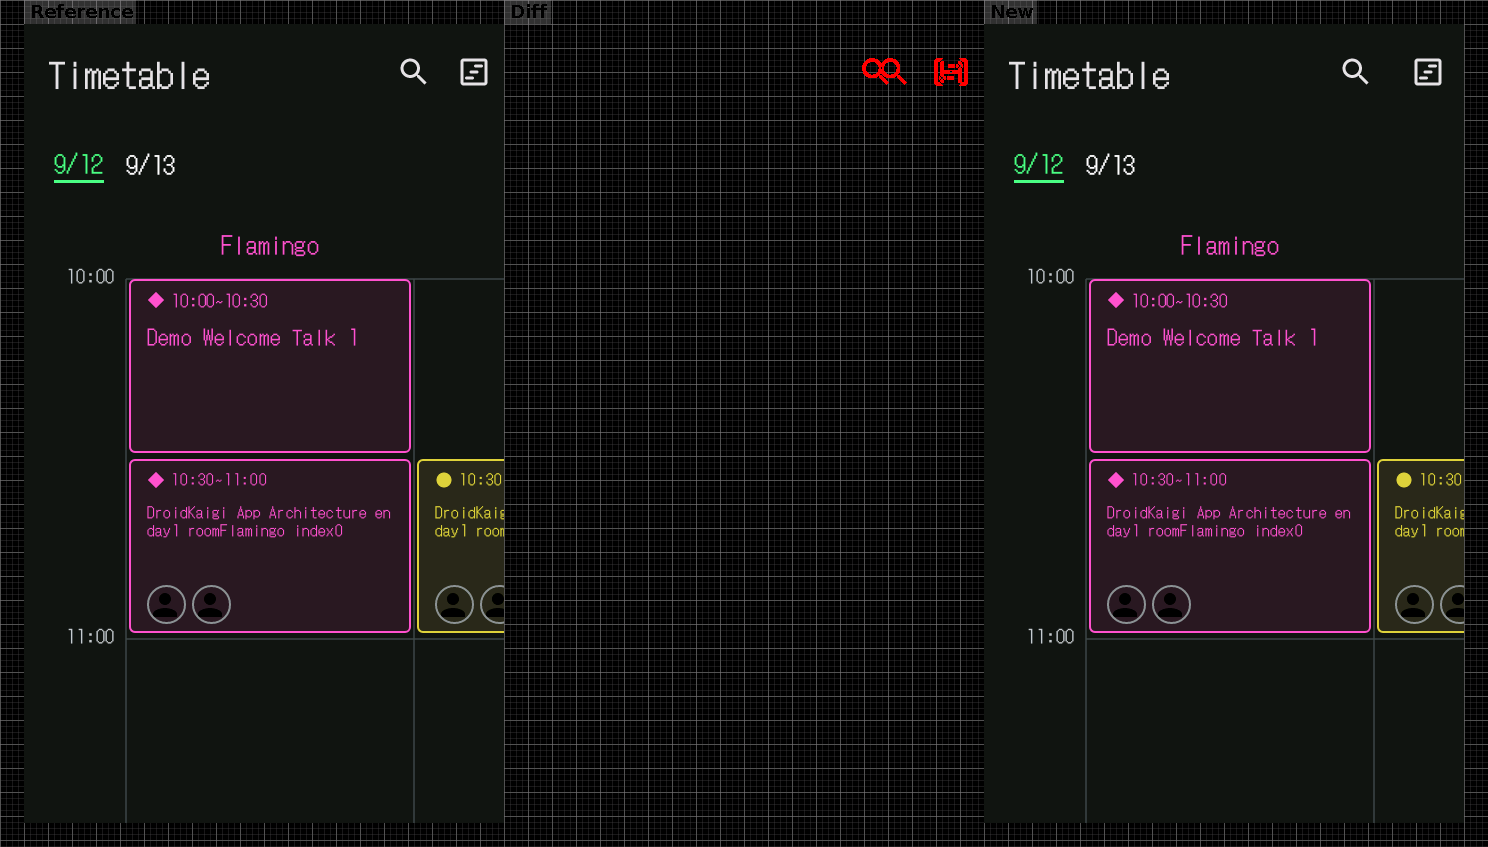 Reference
Timetable
9/12 9/13
Flamingo
10:00
10:00~10:30
Demo Welcome Talk 1
10:30~11:00
DroidKaigi App Architecture en
day1 roomFlamingo index0
10:30
DroidKaig
day1 room
11:00
Diff
New
Timetable
9/12 9/13
Flamingo
10:00
10:00~10:30
Demo Welcome Talk 1
10:30~11:00
DroidKaigi App Architecture en
day1 roomFlamingo index0
10:30
DroidKaig
day1 room
11:00